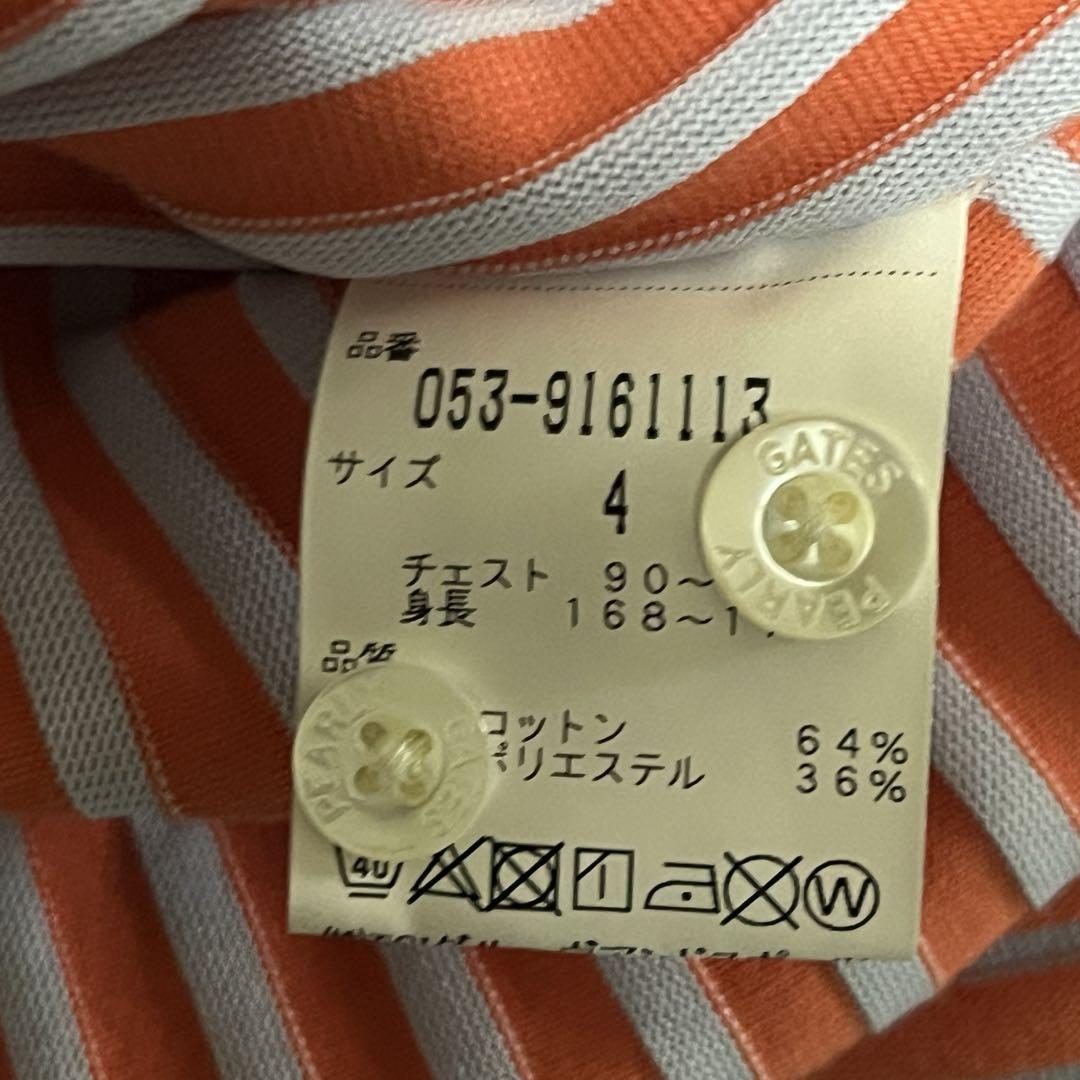 品番
053-9161113
サイズ
4
チェスト 90～
身長 168～1
品質
コットン 64%
ポリエステル 36%
40
W
GATES PEARLY
PEARLY GATES